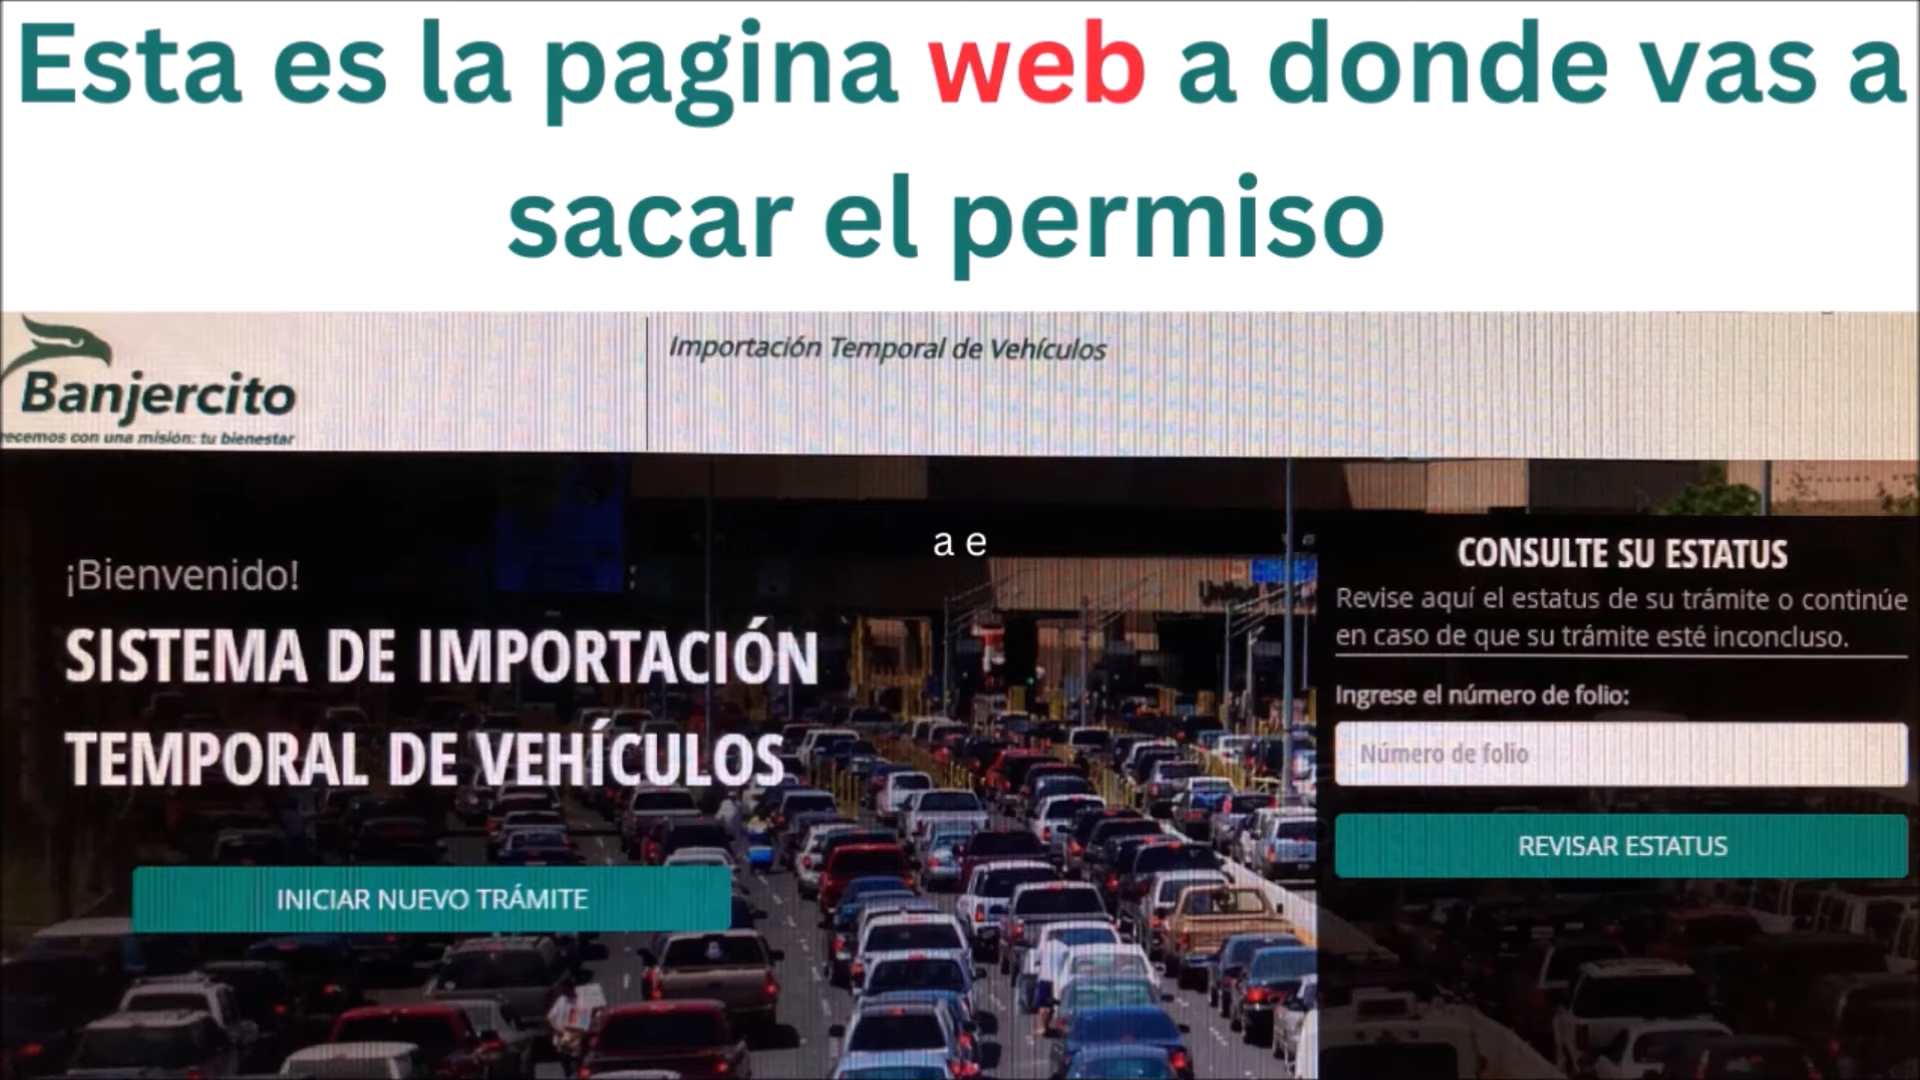 Esta es la pagina web a donde vas a
sacar el permiso
Banjercito
recemos con una misión: tu bienestar
Importación Temporal de Vehículos
a e
¡Bienvenido!
SISTEMA DE IMPORTACIÓN
TEMPORAL DE VEHÍCULOS
INICIAR NUEVO TRÁMITE
CONSULTE SU ESTATUS
Revise aquí el estatus de su trámite o continúe
en caso de que su trámite esté inconcluso.
Ingrese el número de folio:
Número de folio
REVISAR ESTATUS